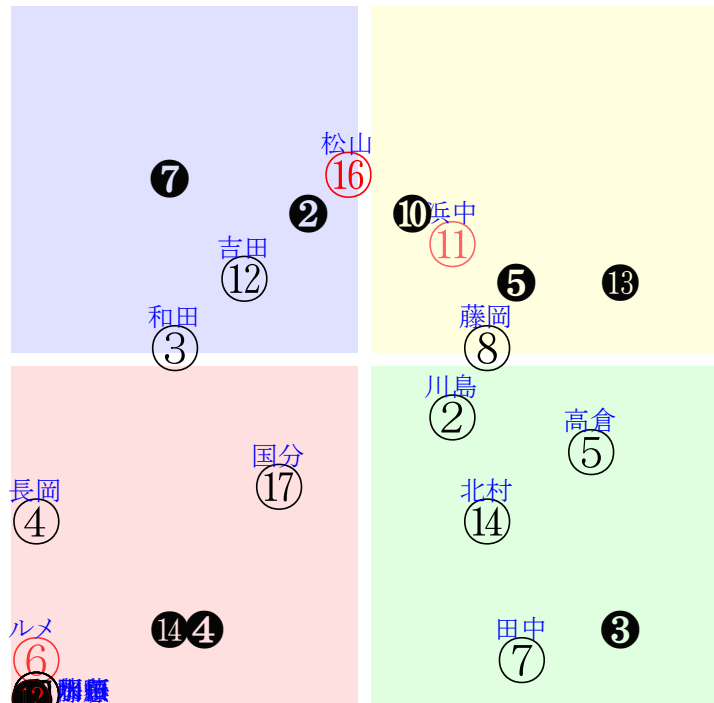 松山
⑯
❼
❷
❿
浜中
⑪
吉田
⑫
❺
⓭
和田
③
藤岡
⑧
川島
②
高倉
⑤
国分
⑰
長岡
④
北村
⑭
ルメ
⑥
⓮
❹
田中
⑦
❸